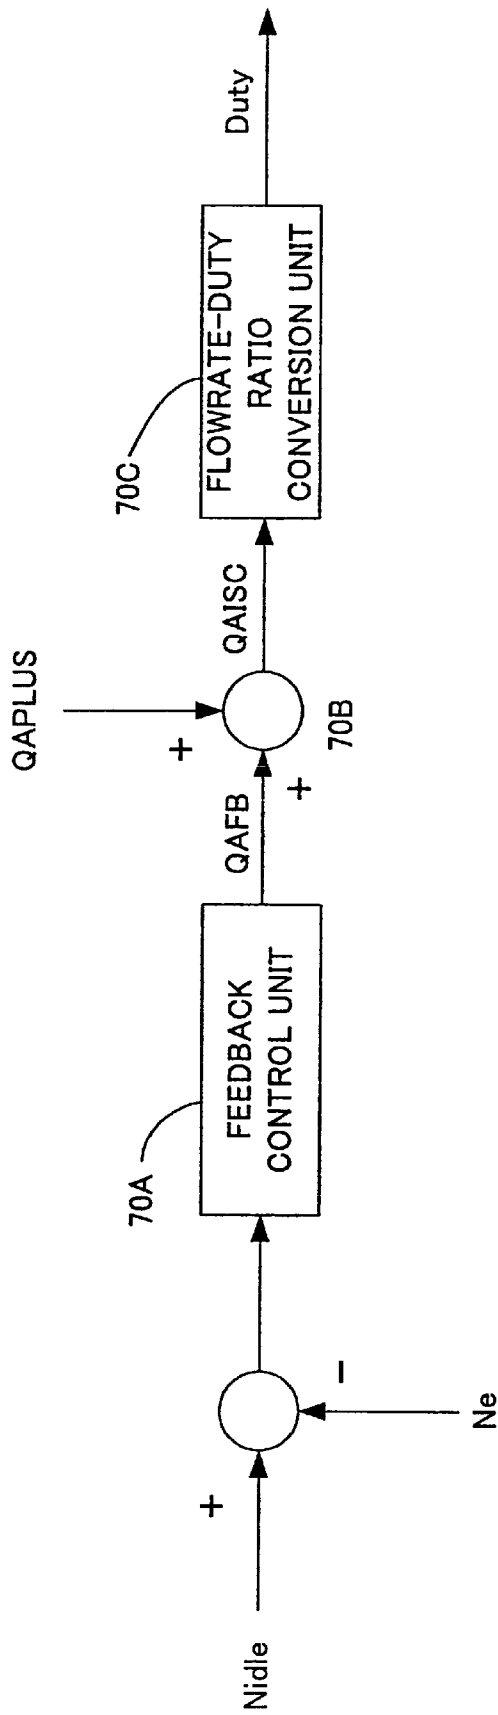 Nidle
+
Ne
−
70A
FEEDBACK
CONTROL UNIT
QAFB
+
QAPLUS
+
70B
QAISC
70C
FLOWRATE-DUTY
RATIO
CONVERSION UNIT
Duty